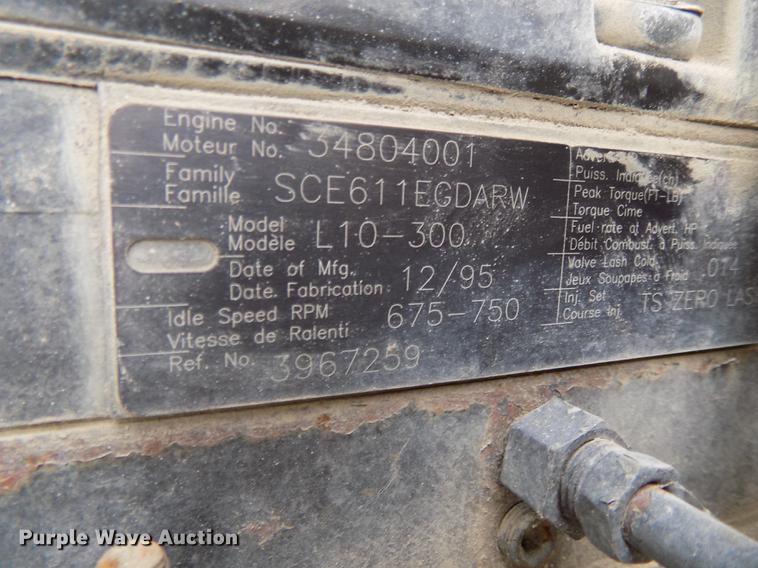 Engine No.
Moteur No. 34804001
Family
Famille SCE611EGDARW
Model
Modèle L10-300
Date of Mfg.
Date. Fabrication 12/95
Idle Speed RPM
Vitesse de Ralenti 675-750
Ref. No. 3967259
Puiss.
Peak Torque(FT-LB)
Torque Cime
Fuel-rate at Advert. HP
Débit Combust. à Puiss. Indiquée
Valve Lash Cold
Jeux Soupapes-à Froid .014
Inj. Set
Course Inj. TS ZERO
Purple Wave Auction